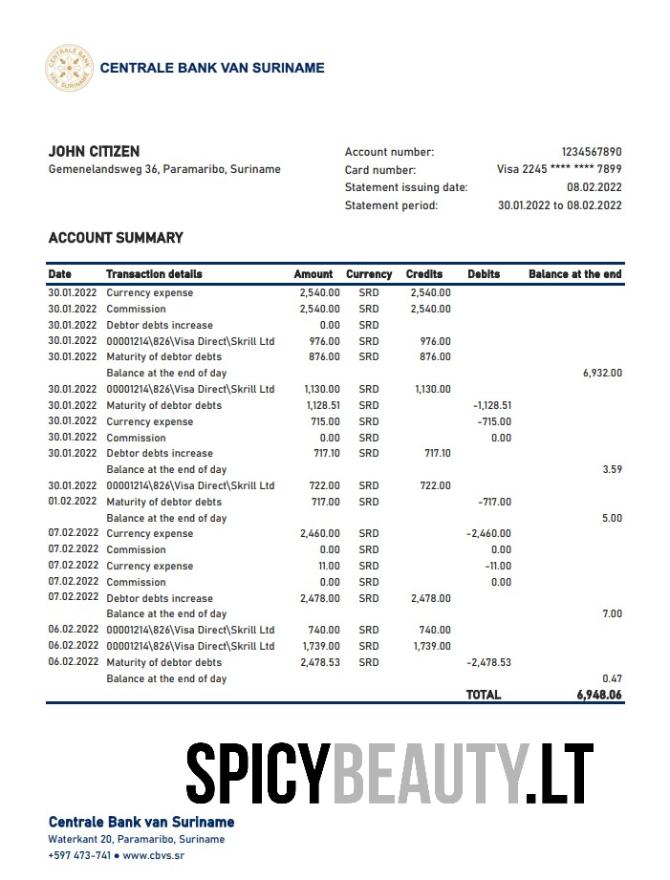 CENTRALE BANK VAN SURINAME
CENTRALE BANK VAN SURINAME
JOHN CITIZEN
Gemenelandsweg 36, Paramaribo, Suriname
Account number: 1234567890
Card number: Visa 2245 **** **** 7899
Statement issuing date: 08.02.2022
Statement period: 30.01.2022 to 08.02.2022
ACCOUNT SUMMARY
Date Transaction details Amount Currency Credits Debits Balance at the end
30.01.2022 Currency expense 2,540.00 SRD 2,540.00
30.01.2022 Commission 2,540.00 SRD 2,540.00
30.01.2022 Debtor debts increase 0.00 SRD
30.01.2022 00001214\826\Visa Direct\Skrill Ltd 976.00 SRD 976.00
30.01.2022 Maturity of debtor debts 876.00 SRD 876.00
Balance at the end of day 6,932.00
30.01.2022 00001214\826\Visa Direct\Skrill Ltd 1,130.00 SRD 1,130.00
30.01.2022 Maturity of debtor debts 1,128.51 SRD -1,128.51
30.01.2022 Currency expense 715.00 SRD -715.00
30.01.2022 Commission 0.00 SRD 0.00
30.01.2022 Debtor debts increase 717.10 SRD 717.10
Balance at the end of day 3.59
30.01.2022 00001214\826\Visa Direct\Skrill Ltd 722.00 SRD 722.00
01.02.2022 Maturity of debtor debts 717.00 SRD -717.00
Balance at the end of day 5.00
07.02.2022 Currency expense 2,460.00 SRD -2,460.00
07.02.2022 Commission 0.00 SRD 0.00
07.02.2022 Currency expense 11.00 SRD -11.00
07.02.2022 Commission 0.00 SRD 0.00
07.02.2022 Debtor debts increase 2,478.00 SRD 2,478.00
Balance at the end of day 7.00
06.02.2022 00001214\826\Visa Direct\Skrill Ltd 740.00 SRD 740.00
06.02.2022 00001214\826\Visa Direct\Skrill Ltd 1,739.00 SRD 1,739.00
06.02.2022 Maturity of debtor debts 2,478.53 SRD -2,478.53
Balance at the end of day 0.47
TOTAL 6,948.06
SPICYBEAUTY.LT
Centrale Bank van Suriname
Waterkant 20, Paramaribo, Suriname
+597 473-741 ● www.cbvs.sr